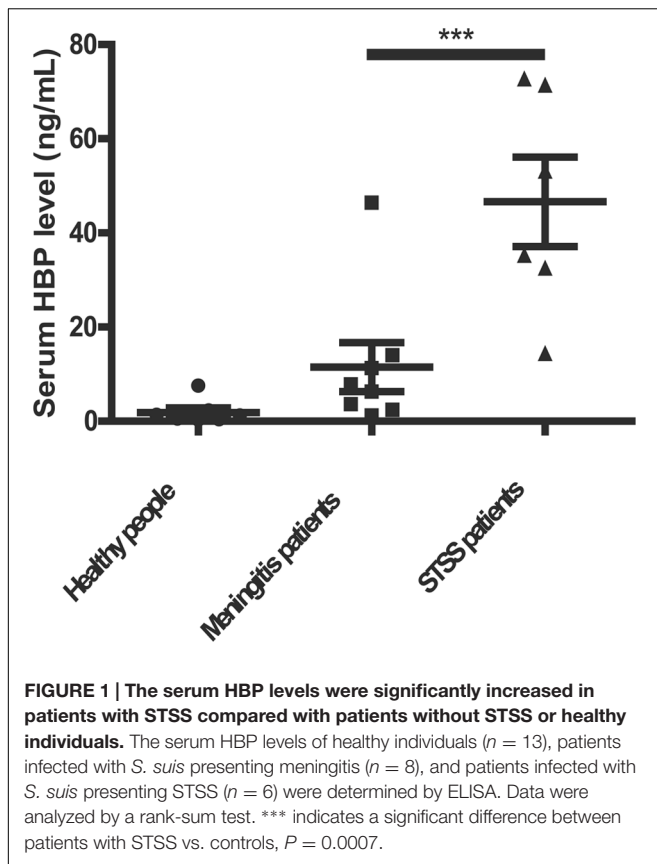 ***
80
60
40
20
0
Serum HBP level (ng/mL)
Healthy people
Meningitis patients
STSS patients
FIGURE 1 | The serum HBP levels were significantly increased in
patients with STSS compared with patients without STSS or healthy
individuals. The serum HBP levels of healthy individuals (n = 13), patients
infected with S. suis presenting meningitis (n = 8), and patients infected with
S. suis presenting STSS (n = 6) were determined by ELISA. Data were
analyzed by a rank-sum test. *** indicates a significant difference between
patients with STSS vs. controls, P = 0.0007.